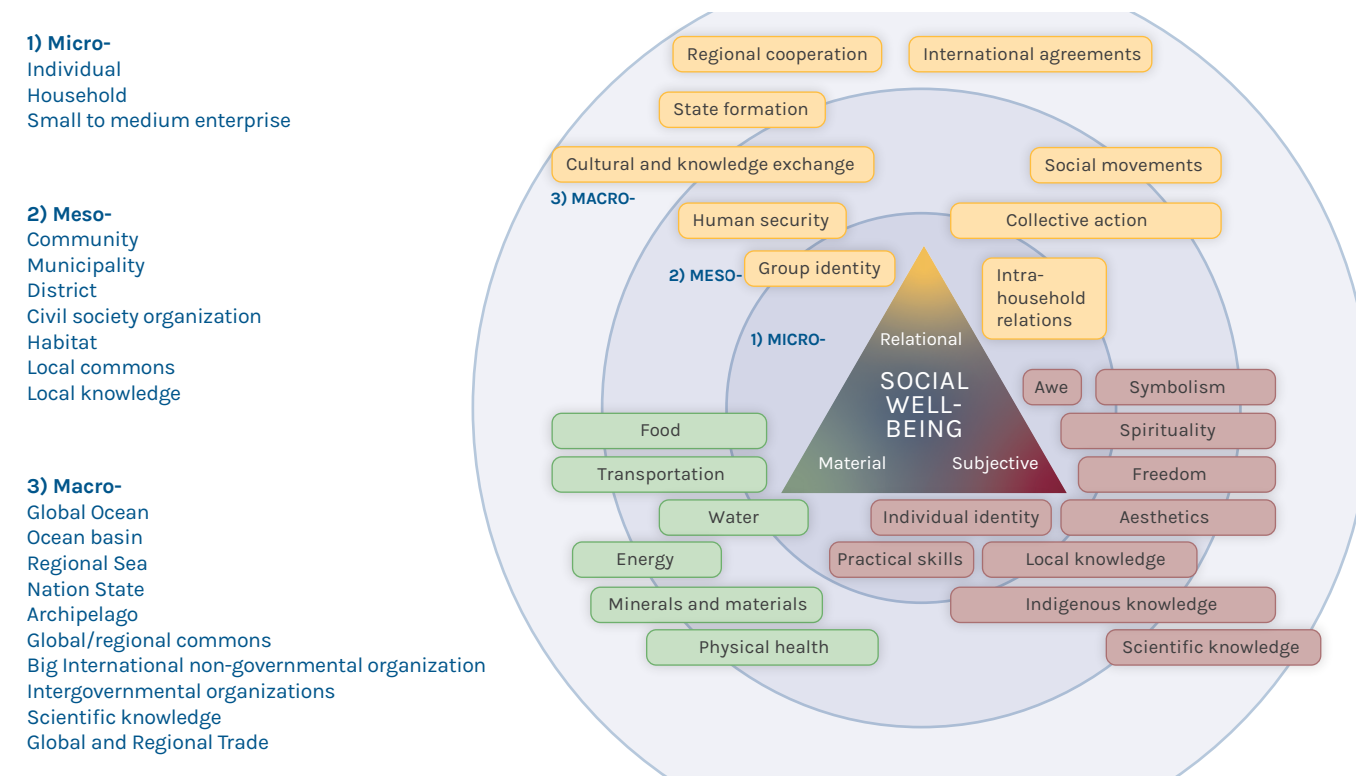 1) Micro-
Individual
Household
Small to medium enterprise
2) Meso-
Community
Municipality
District
Civil society organization
Habitat
Local commons
Local knowledge
3) Macro-
Global Ocean
Ocean basin
Regional Sea
Nation State
Archipelago
Global/regional commons
Big International non-governmental organization
Intergovernmental organizations
Scientific knowledge
Global and Regional Trade
Regional cooperation
International agreements
State formation
Cultural and knowledge exchange
Social movements
3) MACRO-
Human security
Collective action
2) MESO-
Group identity
Intra-
household
relations
1) MICRO-
Relational
SOCIAL
WELL-
BEING
Material
Subjective
Awe
Symbolism
Food
Spirituality
Transportation
Freedom
Water
Individual identity
Aesthetics
Energy
Practical skills
Local knowledge
Minerals and materials
Indigenous knowledge
Physical health
Scientific knowledge